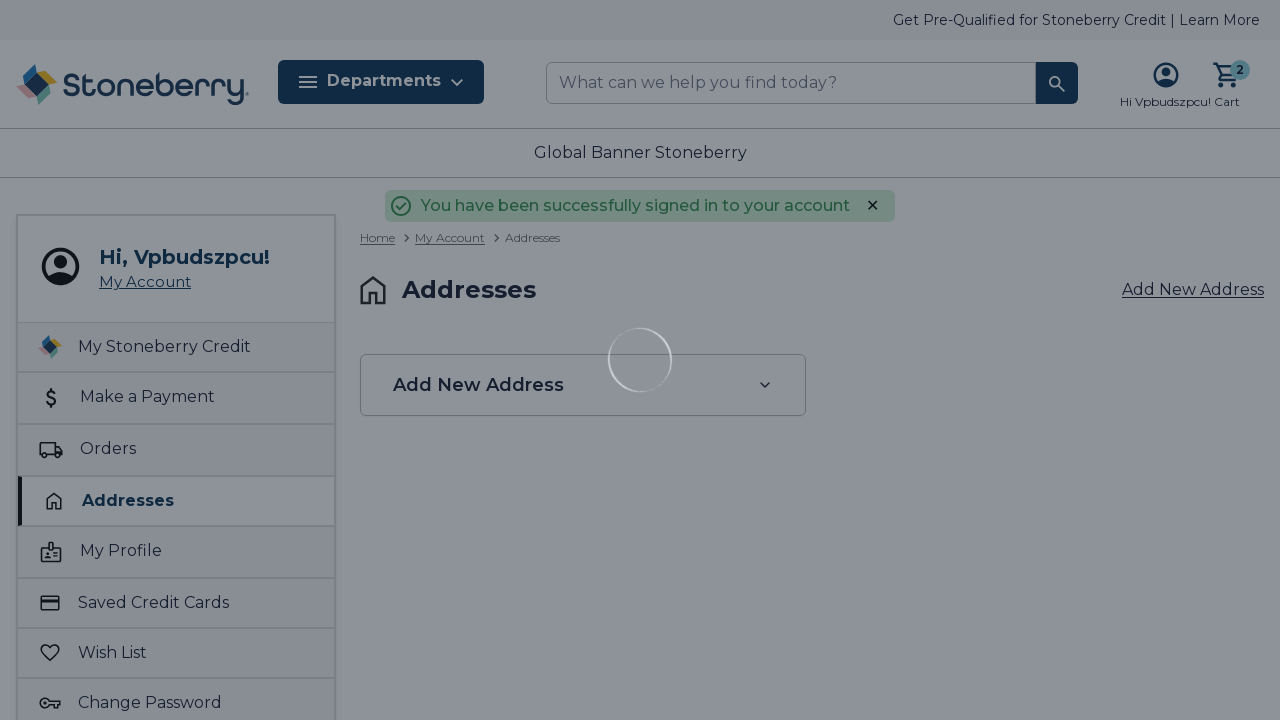 Get Pre-Qualified for Stoneberry Credit | Learn More
Stoneberry
Departments
What can we help you find today?
2
Hi Vpbudszpcu! Cart
Global Banner Stoneberry
You have been successfully signed in to your account
Home > My Account > Addresses
Hi, Vpbudszpcu!
My Account
Addresses
Add New Address
My Stoneberry Credit
Add New Address
Make a Payment
Orders
Addresses
My Profile
Saved Credit Cards
Wish List
Change Password